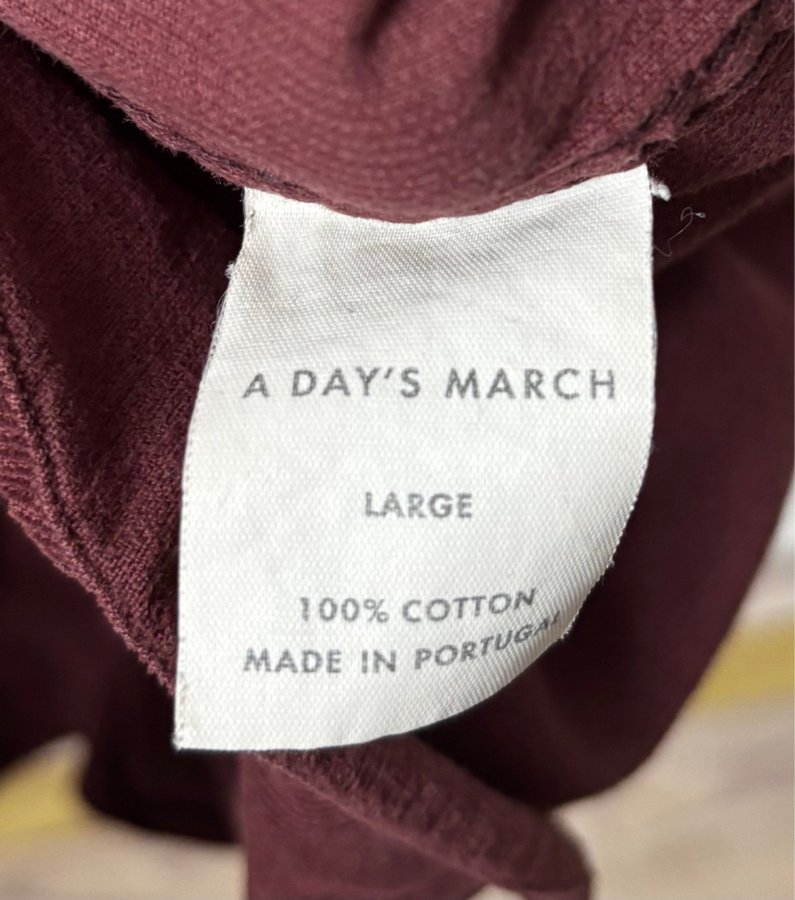 A DAY'S MARCH
LARGE
100% COTTON
MADE IN PORTUGAL